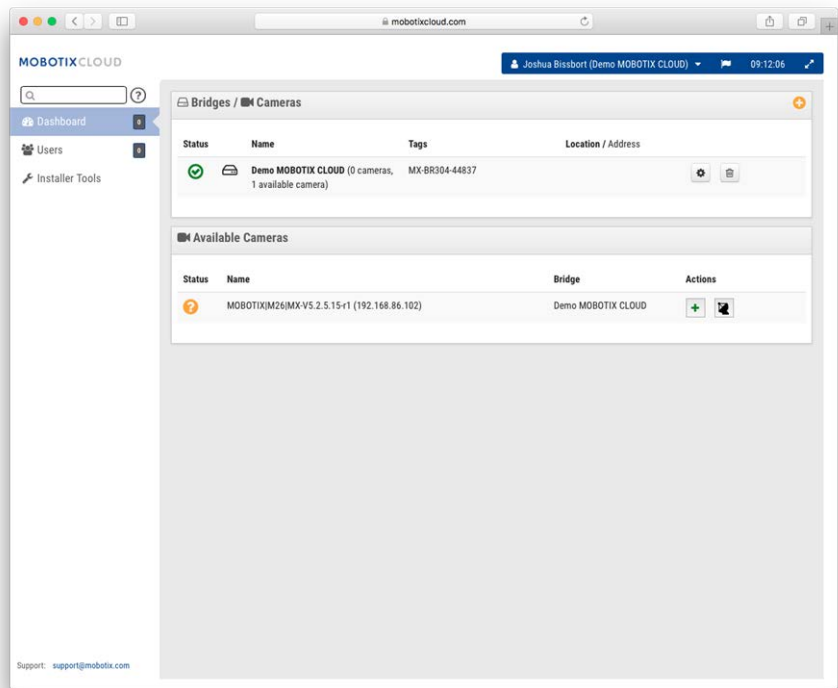 mobotixcloud.com
MOBOTIXCLOUD
Joshua Bissbort (Demo MOBOTIX CLOUD)
09:12:06
Dashboard
0
Users
0
Installer Tools
Bridges / Cameras
Status Name Tags Location / Address
Demo MOBOTIX CLOUD (0 cameras, MX-BR304-44837
1 available camera)
Available Cameras
Status Name Bridge Actions
MOBOTIX|M26|MX-V5.2.5.15-r1 (192.168.86.102) Demo MOBOTIX CLOUD
Support: support@mobotix.com